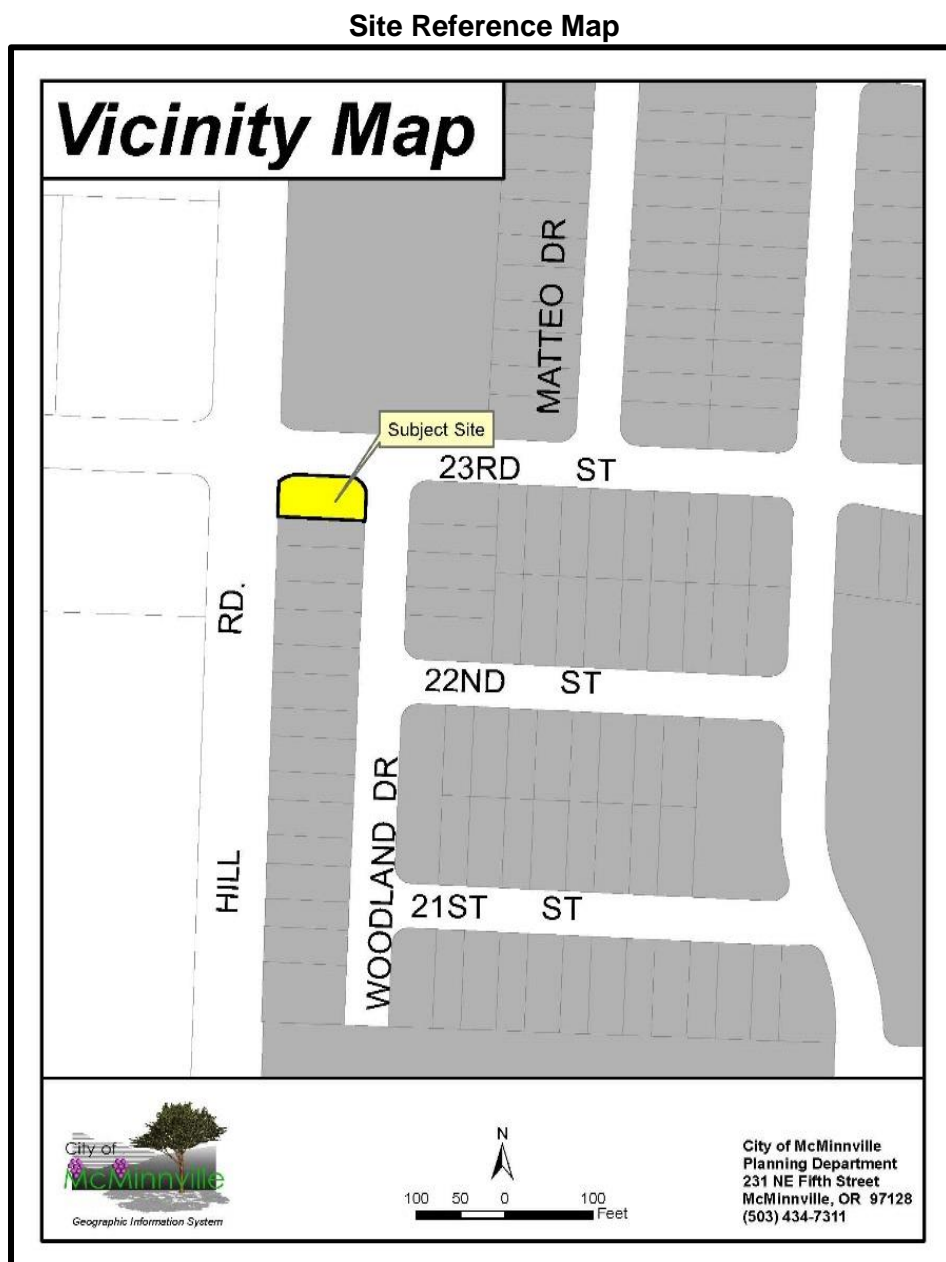 Site Reference Map
Vicinity Map
MATTEO DR
Subject Site
23RD ST
RD.
22ND ST
WOODLAND DR
HILL
21ST ST
City of
McMinnville
Geographic Information System
N
100 50 0 100
Feet
City of McMinnville
Planning Department
231 NE Fifth Street
McMinnville, OR 97128
(503) 434-7311